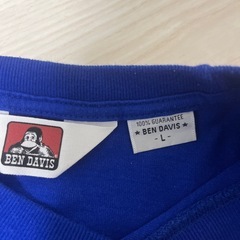 BEN DAVIS
100% GUARANTEE
★ BEN DAVIS ★
- L -